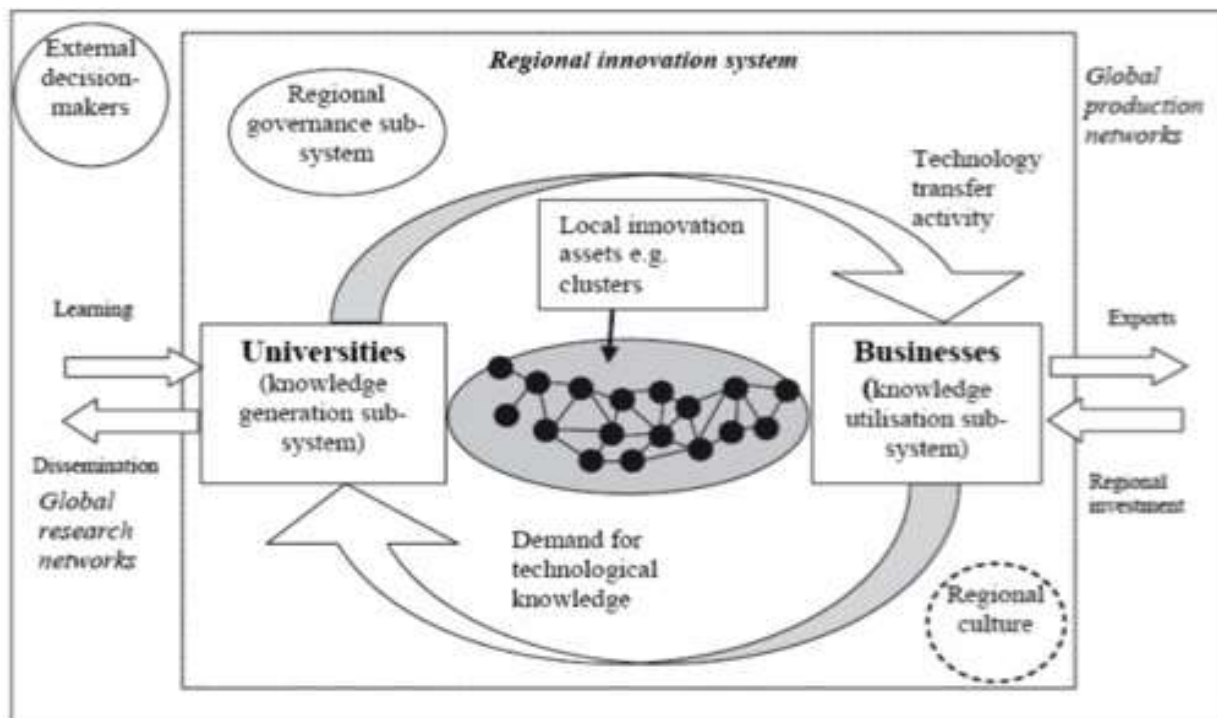 External
decision-
makers
Regional innovation system
Regional
governance sub-
system
Global
production
networks
Technology
transfer
activity
Local innovation
assets e.g.
clusters
Learning
Universities
(knowledge
generation sub-
system)
Businesses
(knowledge
utilisation sub-
system)
Exports
Dissemination
Global
research
networks
Regional
investment
Demand for
technological
knowledge
Regional
culture